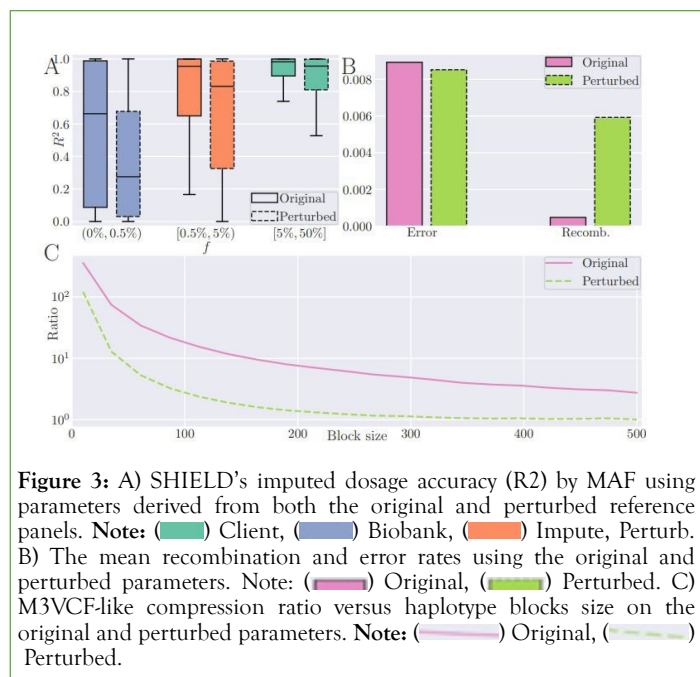 A
R²
1.0
0.8
0.6
0.4
0.2
0.0
Original
Perturbed
(0%, 0.5%)
[0.5%, 5%)
[5%, 50%]
f
B
0.008
0.006
0.004
0.002
0.000
Original
Perturbed
Error
Recomb.
C
Ratio
10²
10¹
10⁰
Original
Perturbed
0
100
200
300
400
500
Block size
Figure 3: A) SHIELD's imputed dosage accuracy (R2) by MAF using
parameters derived from both the original and perturbed reference
panels. Note: ( ) Client, ( ) Biobank, ( ) Impute, Perturb.
B) The mean recombination and error rates using the original and
perturbed parameters. Note: ( ) Original, ( ) Perturbed. C)
M3VCF-like compression ratio versus haplotype blocks size on the
original and perturbed parameters. Note: ( ) Original, ( )
Perturbed.